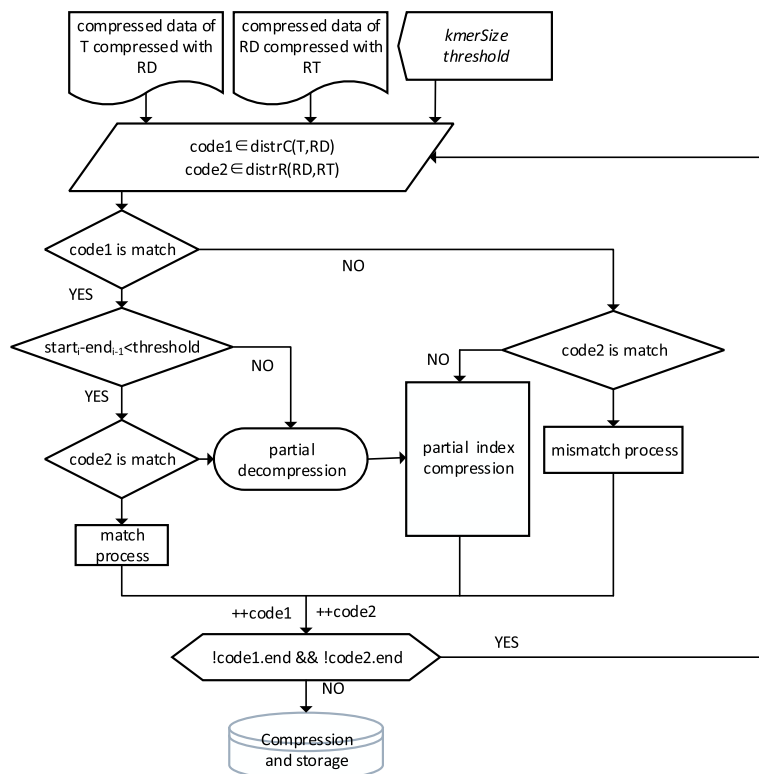 compressed data of
T compressed with
RD
compressed data of
RD compressed with
RT
kmerSize
threshold
code1∈distrC(T,RD)
code2∈distrR(RD,RT)
code1 is match
NO
YES
startᵢ-endᵢ₋₁<threshold
NO
code2 is match
NO
YES
code2 is match
partial
decompression
partial index
compression
mismatch process
match
process
++code1
++code2
!code1.end && !code2.end
YES
NO
Compression
and storage